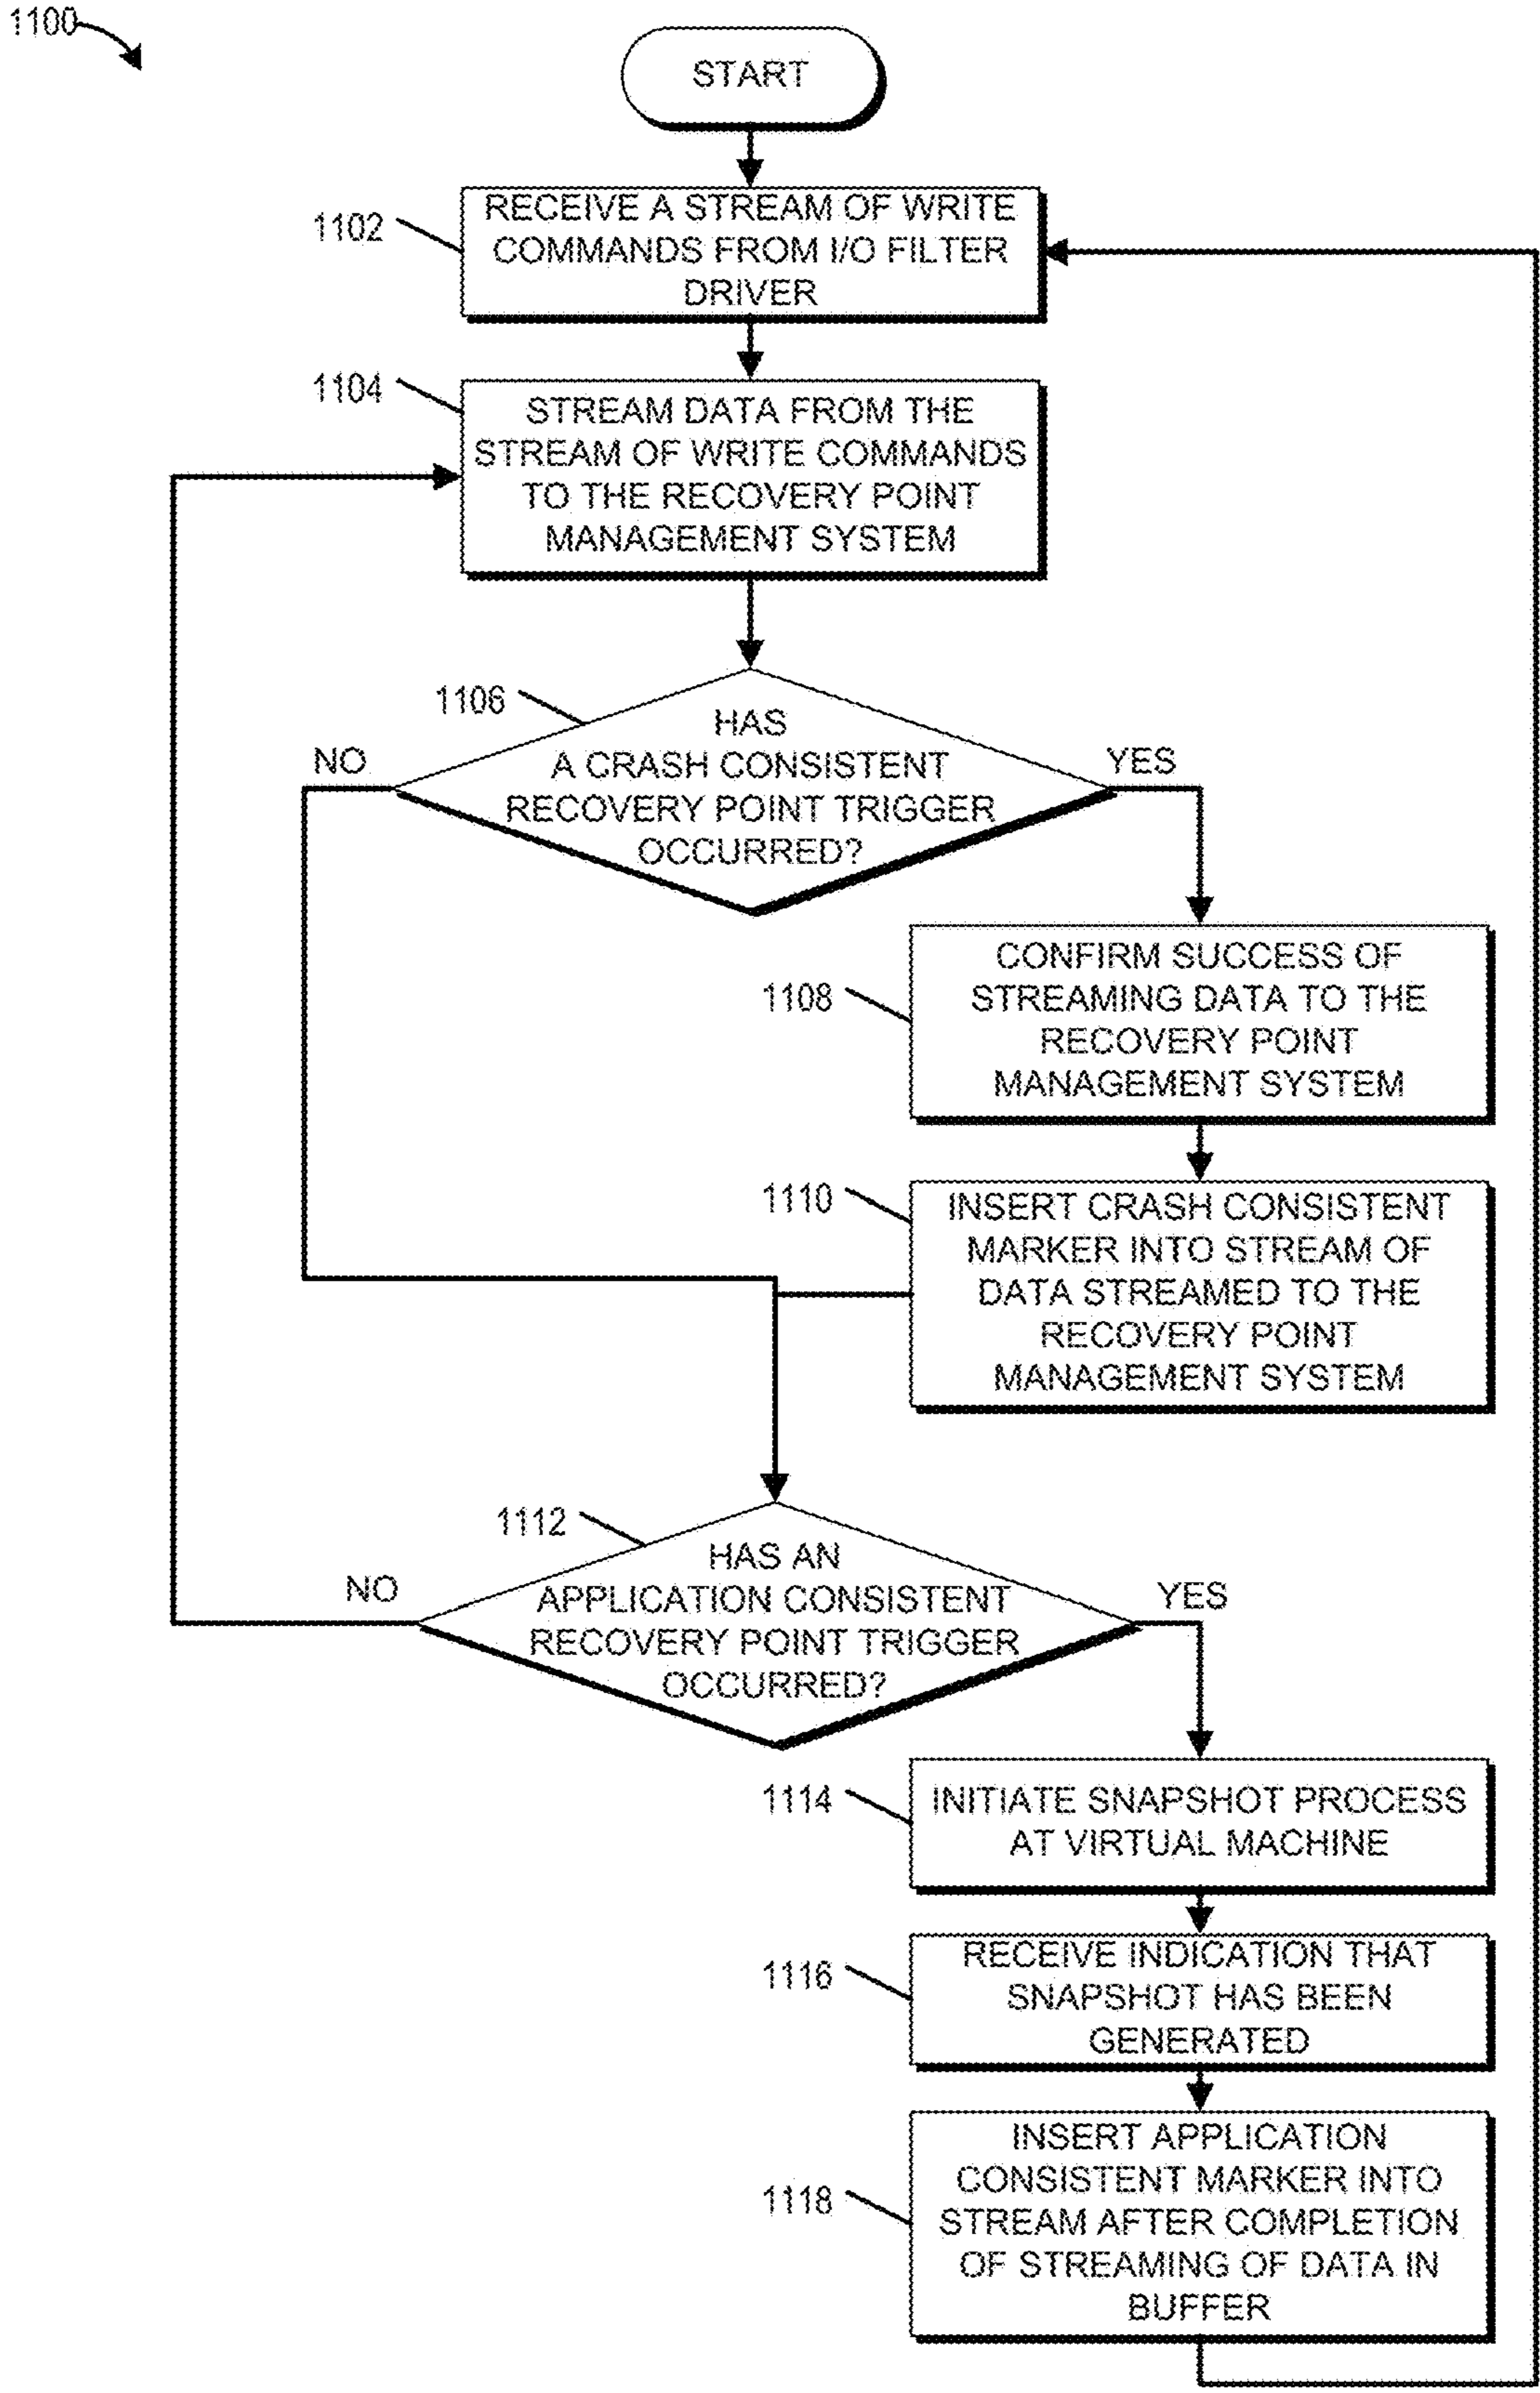 1100
START
1102
RECEIVE A STREAM OF WRITE
COMMANDS FROM I/O FILTER
DRIVER
1104
STREAM DATA FROM THE
STREAM OF WRITE COMMANDS
TO THE RECOVERY POINT
MANAGEMENT SYSTEM
1106
HAS
A CRASH CONSISTENT
RECOVERY POINT TRIGGER
OCCURRED?
NO
YES
1108
CONFIRM SUCCESS OF
STREAMING DATA TO THE
RECOVERY POINT
MANAGEMENT SYSTEM
1110
INSERT CRASH CONSISTENT
MARKER INTO STREAM OF
DATA STREAMED TO THE
RECOVERY POINT
MANAGEMENT SYSTEM
1112
HAS AN
APPLICATION CONSISTENT
RECOVERY POINT TRIGGER
OCCURRED?
NO
YES
1114
INITIATE SNAPSHOT PROCESS
AT VIRTUAL MACHINE
1116
RECEIVE INDICATION THAT
SNAPSHOT HAS BEEN
GENERATED
1118
INSERT APPLICATION
CONSISTENT MARKER INTO
STREAM AFTER COMPLETION
OF STREAMING OF DATA IN
BUFFER